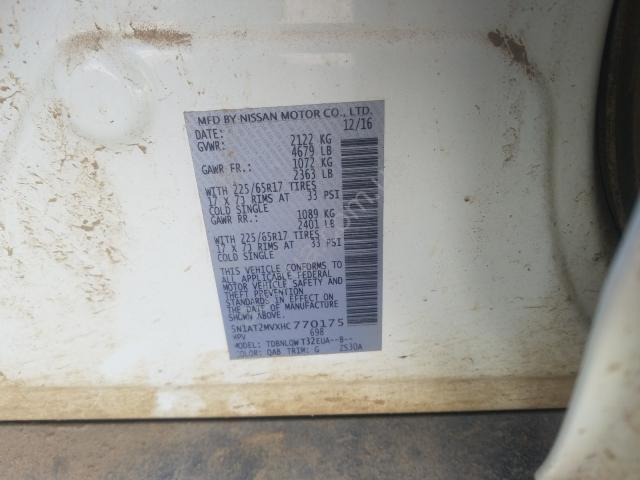 MFD BY NISSAN MOTOR CO., LTD.
DATE: 12/16
GVWR: 2122 KG
4679 LB
GAWR FR.: 1072 KG
2363 LB
WITH 225/65R17 TIRES
17 X 7J RIMS AT 33 PSI
COLD SINGLE
GAWR RR.: 1089 KG
2401 LB
WITH 225/65R17 TIRES
17 X 7J RIMS AT 33 PSI
COLD SINGLE
THIS VEHICLE CONFORMS TO
ALL APPLICABLE FEDERAL
MOTOR VEHICLE SAFETY AND
THEFT PREVENTION
STANDARDS IN EFFECT ON
THE DATE OF MANUFACTURE
SHOWN ABOVE.
5N1AT2MVXHC770175
MPV 698
MODEL: TDBNLQWT32EUA--B--
COLOR: QAB TRIM: G ZS30A